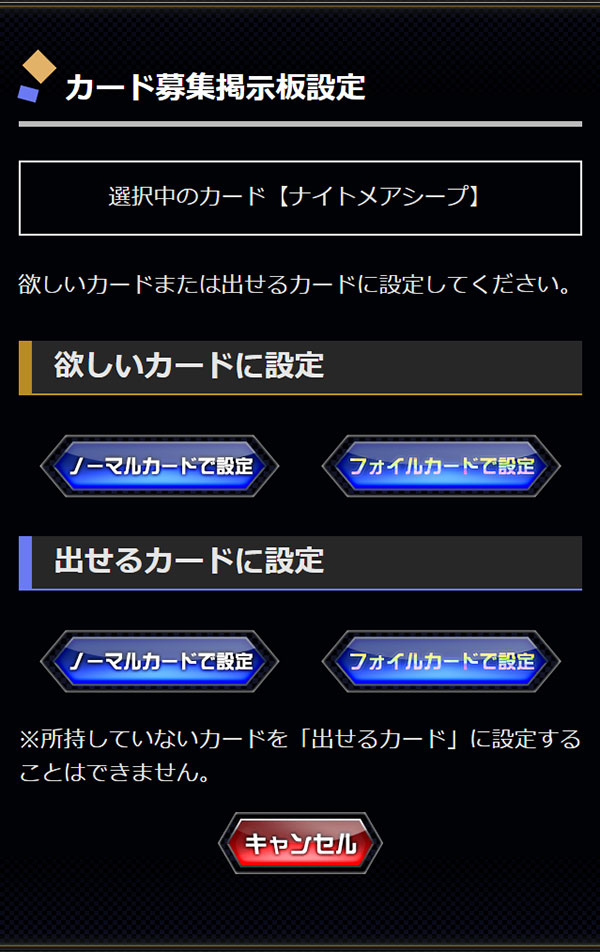 カード募集掲示板設定
選択中のカード【ナイトメアシープ】
欲しいカードまたは出せるカードに設定してください。
欲しいカードに設定
ノーマルカードで設定
フォイルカードで設定
出せるカードに設定
ノーマルカードで設定
フォイルカードで設定
※所持していないカードを「出せるカード」に設定する
ことはできません。
キャンセル